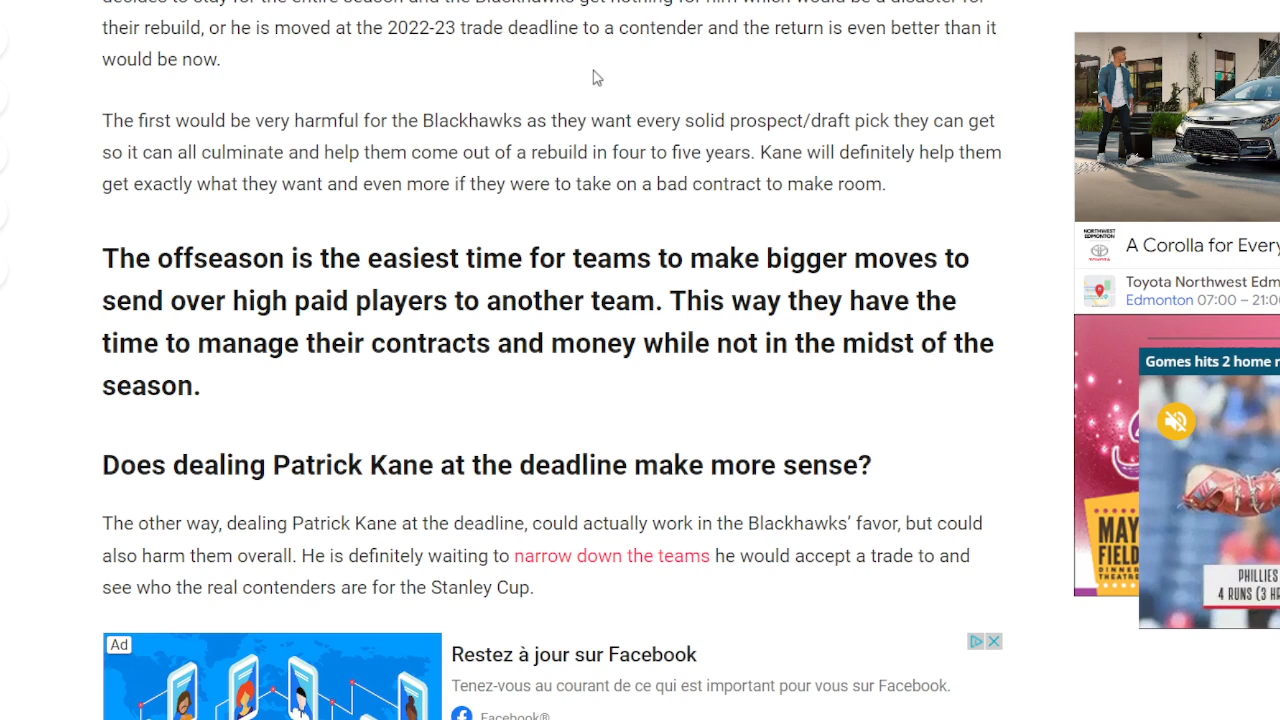 decides to stay for the entire season and the Blackhawks get nothing for him which would be a disaster for
their rebuild, or he is moved at the 2022-23 trade deadline to a contender and the return is even better than it
would be now.
The first would be very harmful for the Blackhawks as they want every solid prospect/draft pick they can get
so it can all culminate and help them come out of a rebuild in four to five years. Kane will definitely help them
get exactly what they want and even more if they were to take on a bad contract to make room.
The offseason is the easiest time for teams to make bigger moves to
send over high paid players to another team. This way they have the
time to manage their contracts and money while not in the midst of the
season.
Does dealing Patrick Kane at the deadline make more sense?
The other way, dealing Patrick Kane at the deadline, could actually work in the Blackhawks’ favor, but could
also harm them overall. He is definitely waiting to narrow down the teams he would accept a trade to and
see who the real contenders are for the Stanley Cup.
Ad
Restez à jour sur Facebook
Tenez-vous au courant de ce qui est important pour vous sur Facebook.
Facebook®
NORTHWEST
EDMONTON
TOYOTA
A Corolla for Every
Toyota Northwest Edm
Edmonton 07:00 – 21:0
Gomes hits 2 home r
MAY
FIELD
DINNER
THEATRE
PHILLIES
4 RUNS (3 H